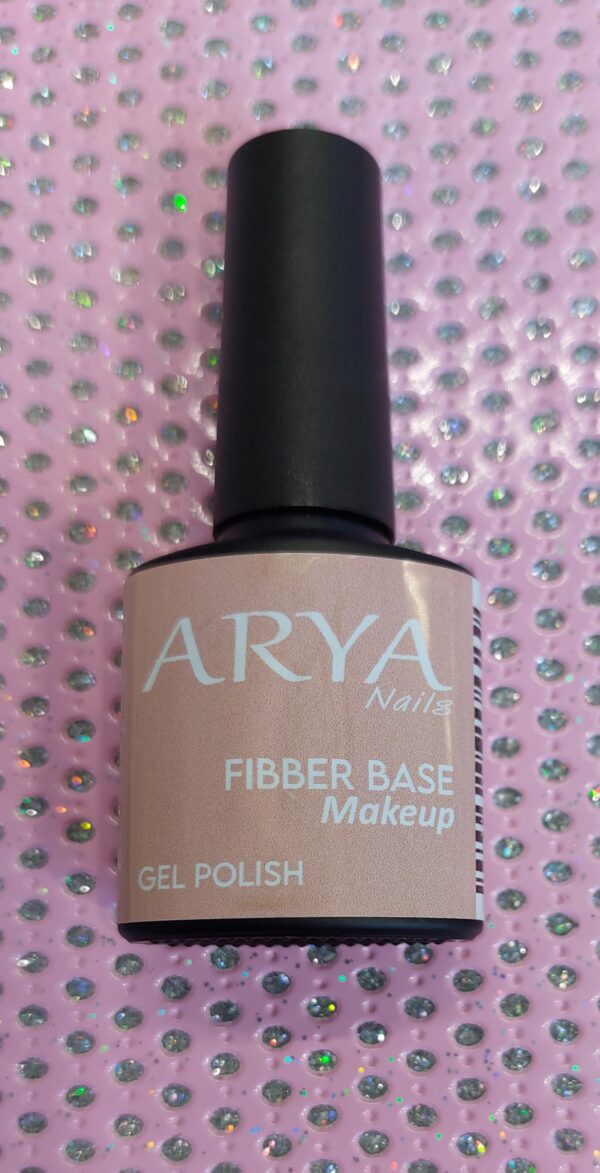 ARYA
Nails
FIBBER BASE
Makeup
GEL POLISH